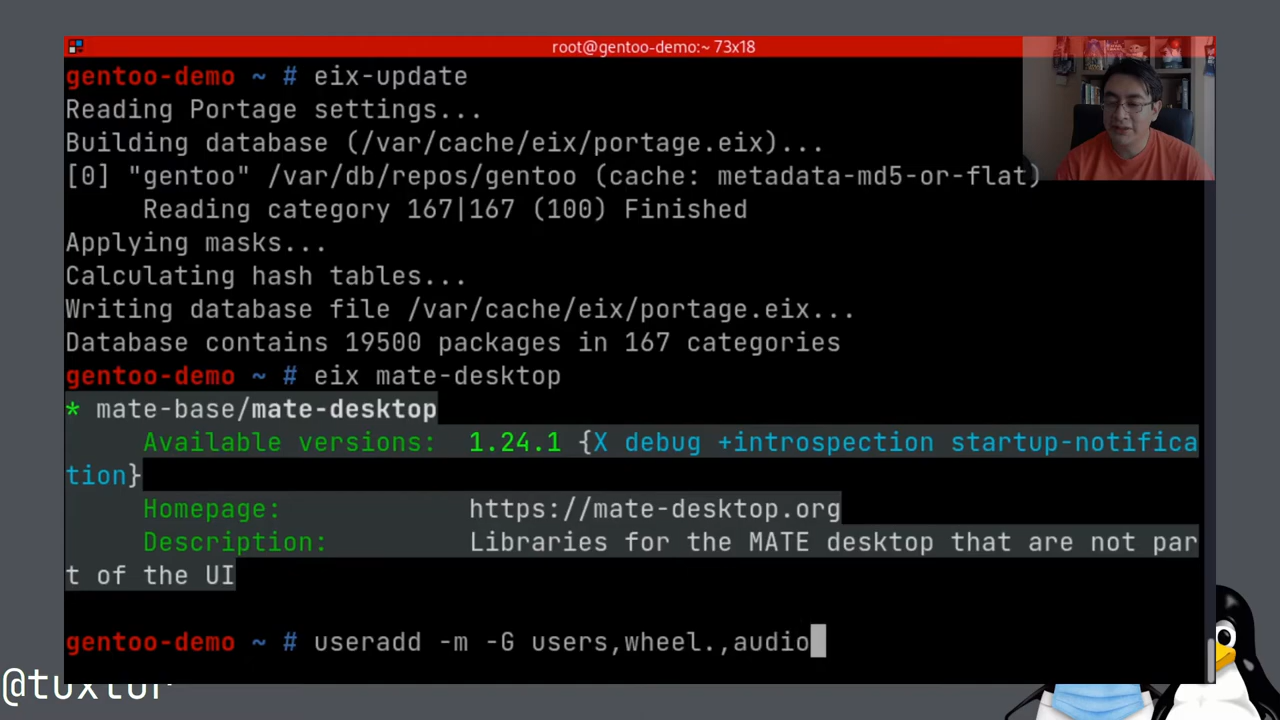 root@gentoo-demo:~ 73x18
gentoo-demo ~ # eix-update
Reading Portage settings...
Building database (/var/cache/eix/portage.eix)...
[0] "gentoo" /var/db/repos/gentoo (cache: metadata-md5-or-flat)
Reading category 167|167 (100) Finished
Applying masks...
Calculating hash tables...
Writing database file /var/cache/eix/portage.eix...
Database contains 19500 packages in 167 categories
gentoo-demo ~ # eix mate-desktop
* mate-base/mate-desktop
Available versions: 1.24.1 {X debug +introspection startup-notifica
tion}
Homepage: https://mate-desktop.org
Description: Libraries for the MATE desktop that are not par
t of the UI
gentoo-demo ~ # useradd -m -G users,wheel.,audio